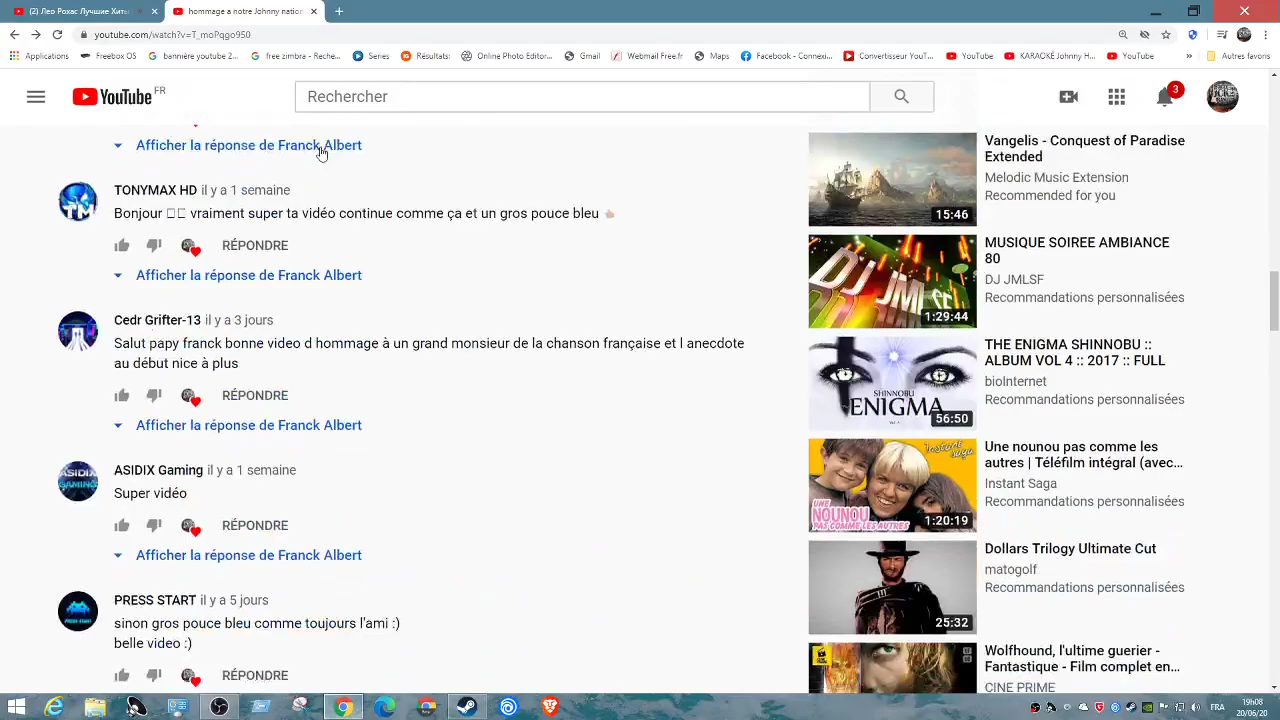 (2) Лео Рохас Лучшие Хиты
hommage a notre Johnny nation
youtube.com/watch?v=T_moPqgo950
Applications
Freebox OS
bannière youtube 2...
free zimbra - Reche...
Series
Résultats
Online Photo Editor...
Gmail
Webmail Free.fr
Maps
Facebook - Connexi...
Convertisseur YouT...
YouTube
KARAOKÉ Johnny H...
YouTube
»
Autres favoris
YouTube FR
Rechercher
3
Afficher la réponse de Franck Albert
TONYMAX HD il y a 1 semaine
Bonjour vraiment super ta vidéo continue comme ça et un gros pouce bleu
RÉPONDRE
Afficher la réponse de Franck Albert
Cedr Grifter-13 il y a 3 jours
Salut papy franck bonne video d hommage à un grand monsieur de la chanson française et l anecdote
au début nice à plus
RÉPONDRE
Afficher la réponse de Franck Albert
ASIDIX Gaming il y a 1 semaine
Super vidéo
RÉPONDRE
Afficher la réponse de Franck Albert
PRESS START il y a 5 jours
sinon gros pouce bleu comme toujours l'ami :)
belle video :)
RÉPONDRE
Vangelis - Conquest of Paradise
Extended
Melodic Music Extension
Recommended for you
15:46
MUSIQUE SOIREE AMBIANCE
80
DJ JMLSF
Recommandations personnalisées
1:29:44
THE ENIGMA SHINNOBU ::
ALBUM VOL 4 :: 2017 :: FULL
bioInternet
Recommandations personnalisées
SHINNOBU
ENIGMA
56:50
Une nounou pas comme les
autres | Téléfilm intégral (avec...
Instant Saga
Recommandations personnalisées
Instant
saga
UNE
NOUNOU
PAS COMME LES AUTRES
1:20:19
Dollars Trilogy Ultimate Cut
matogolf
Recommandations personnalisées
25:32
Wolfhound, l'ultime guerier -
Fantastique - Film complet en...
CINE PRIME
FRA
19:08
20/06/20